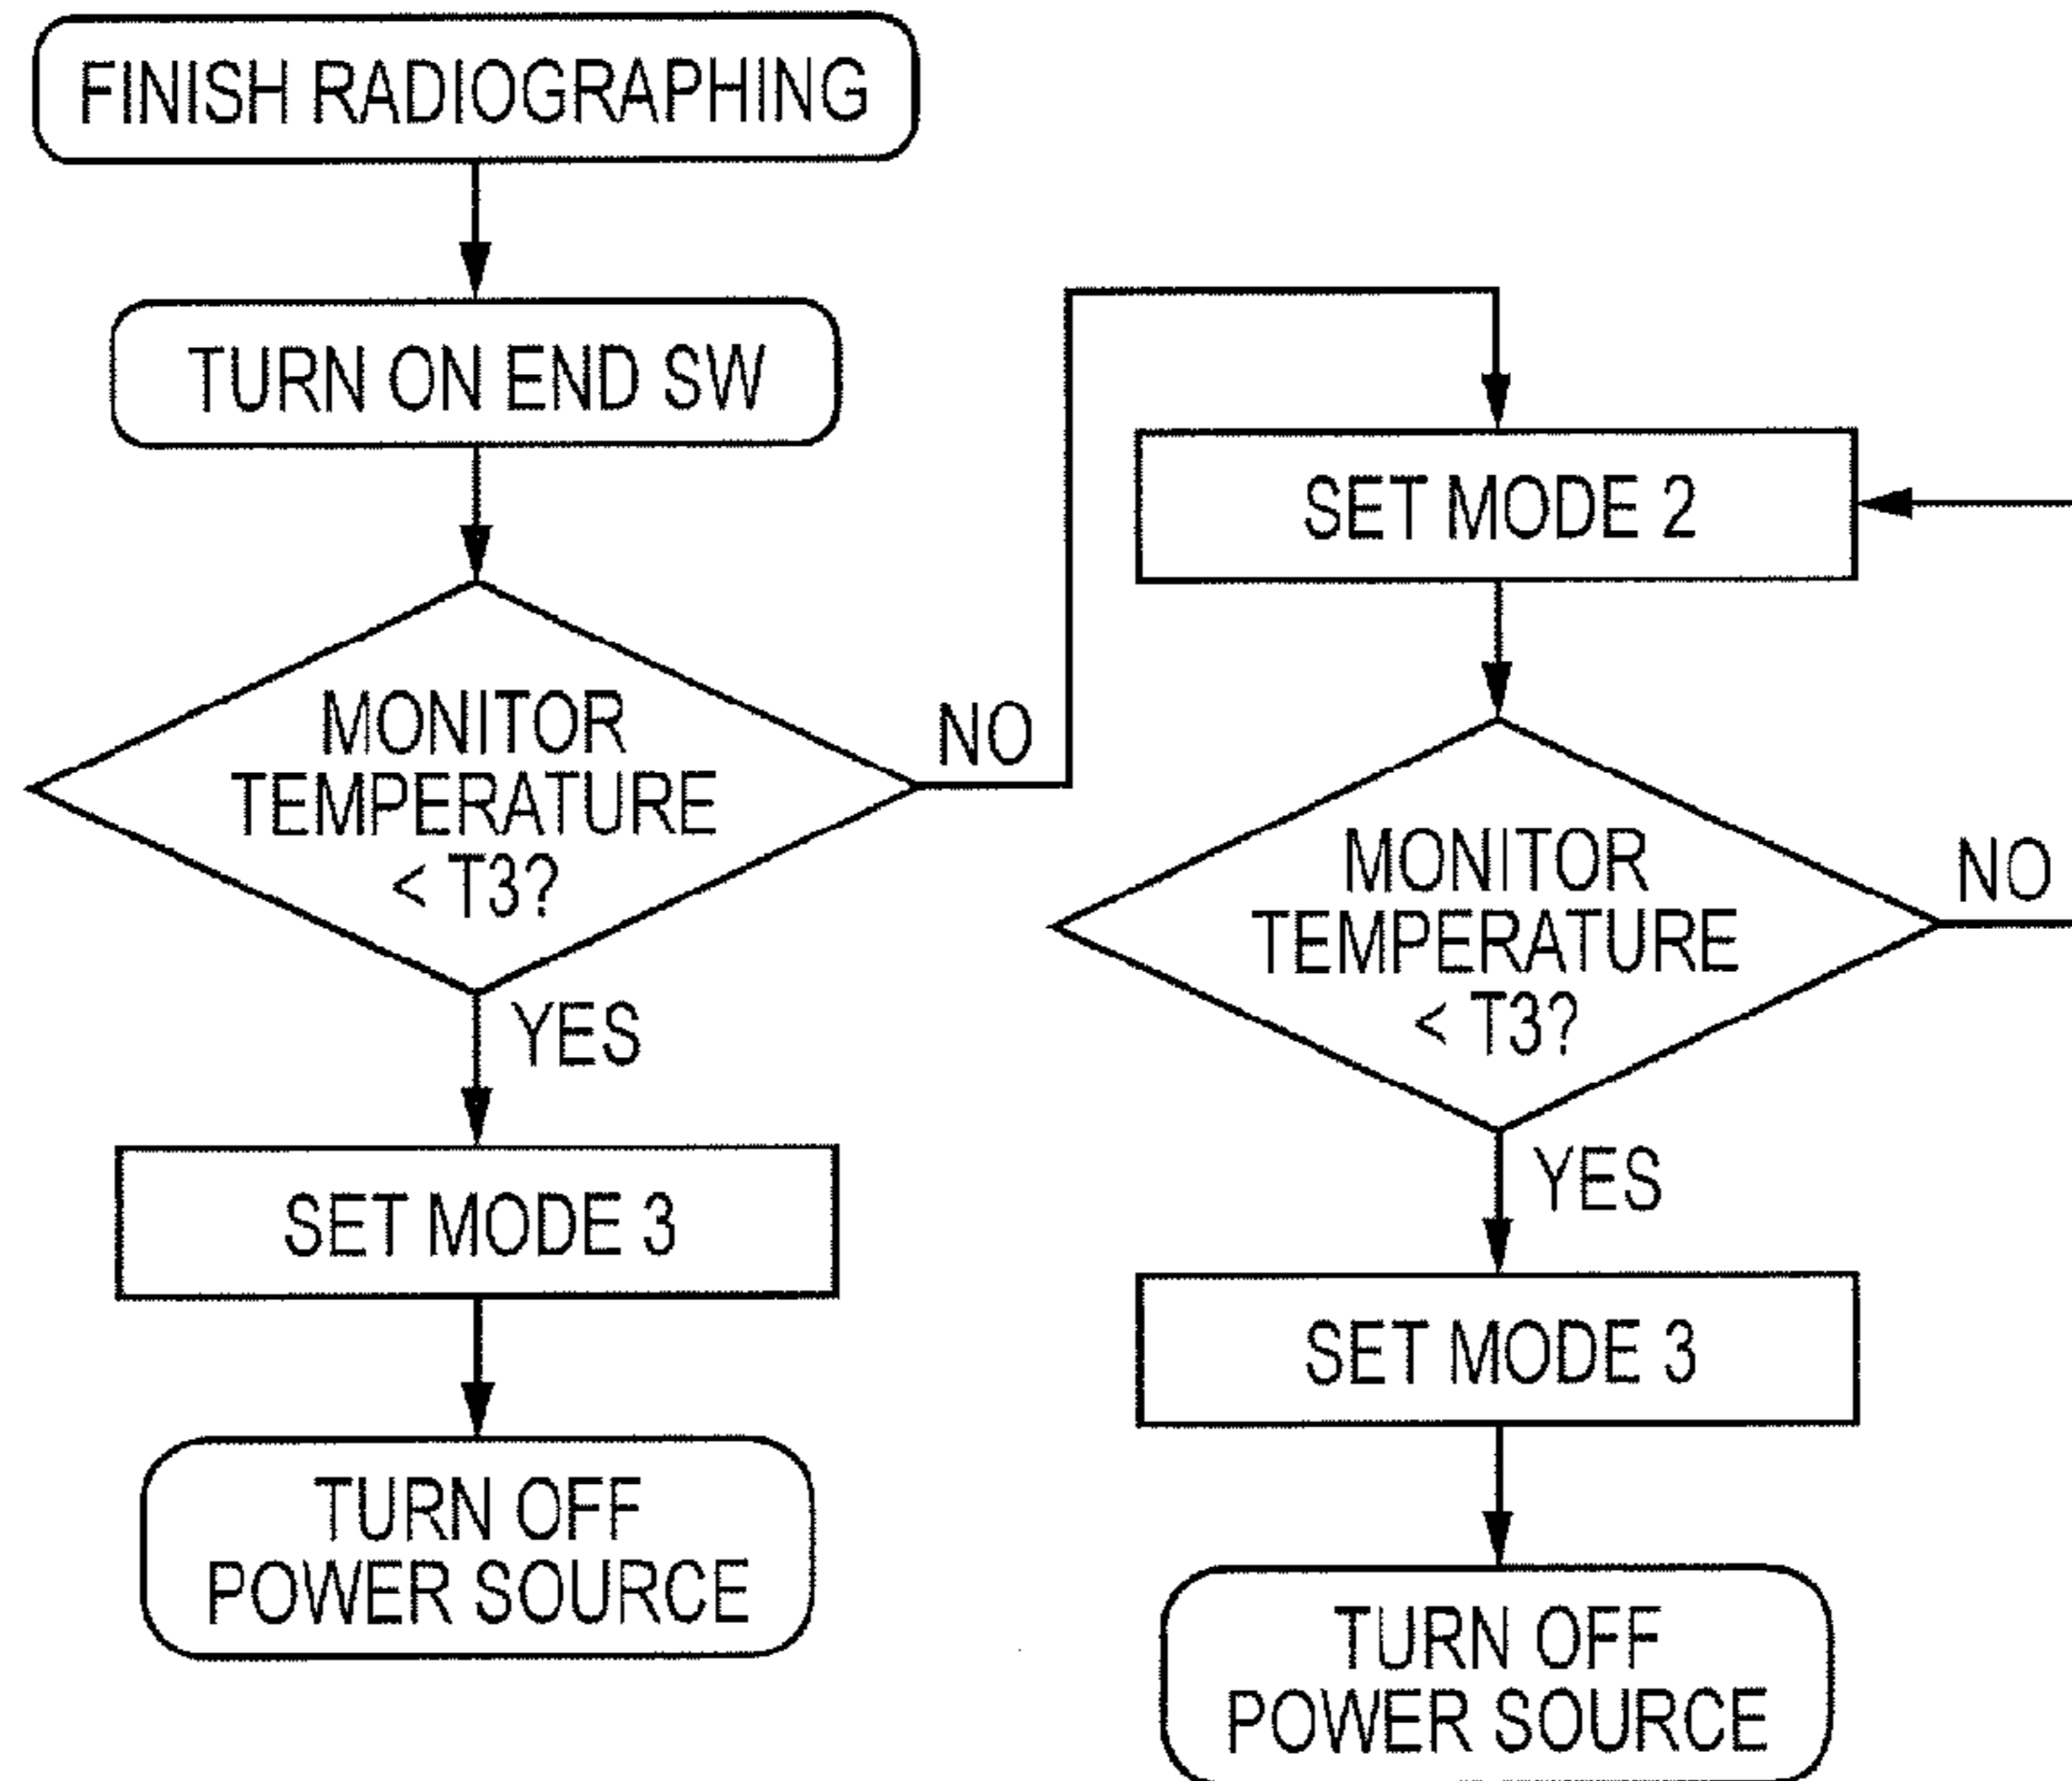 FINISH RADIOGRAPHING
TURN ON END SW
MONITOR
TEMPERATURE
< T3?
NO
YES
SET MODE 3
TURN OFF
POWER SOURCE
SET MODE 2
MONITOR
TEMPERATURE
< T3?
NO
YES
SET MODE 3
TURN OFF
POWER SOURCE